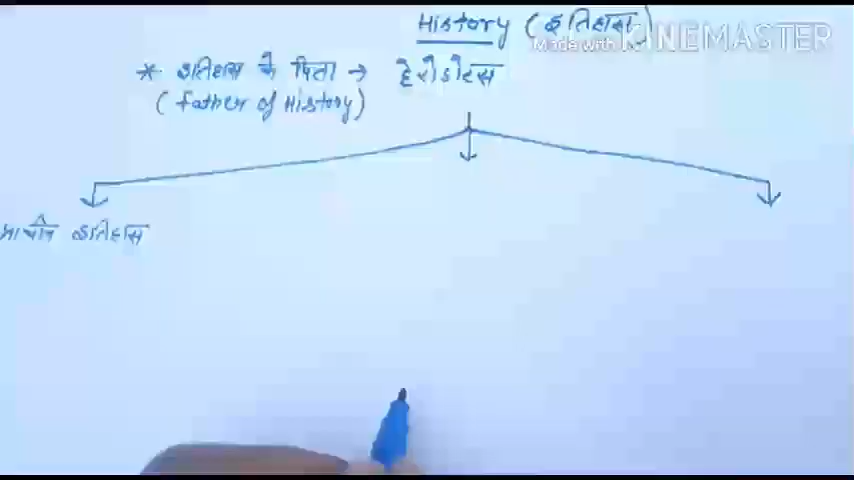 History (इतिहास)
Made with KINEMASTER
* इतिहास के पिता → हेरोडोटस
(Father of History)
प्राचीन इतिहास